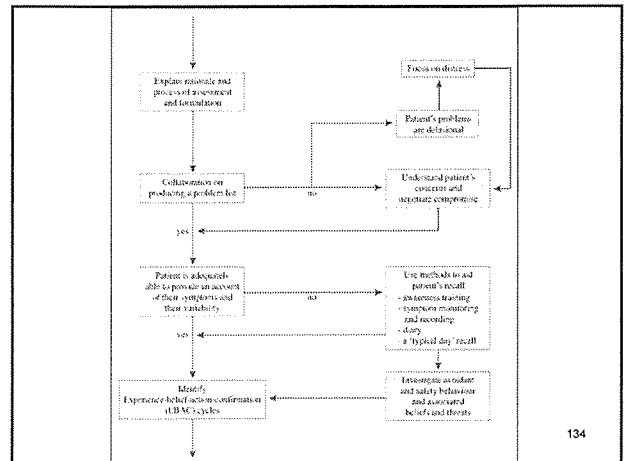 Explain rationale and
process of assessment
and formulation
Focus on distress
Patient's problems
are delusional
Collaboration on
producing a problem list
no
Understand patient's
concerns and
negotiate compromise
yes
Patient is adequately
able to provide an account
of their symptoms and
their variability
no
Use methods to aid
patient's recall
- awareness training
- symptom monitoring
and recording
- diary
- a 'typical day' recall
yes
Identify
Experience-belief-action-confirmation
(EBAC) cycles
Investigate avoidant
and safety behaviour
and associated
beliefs and threats
134